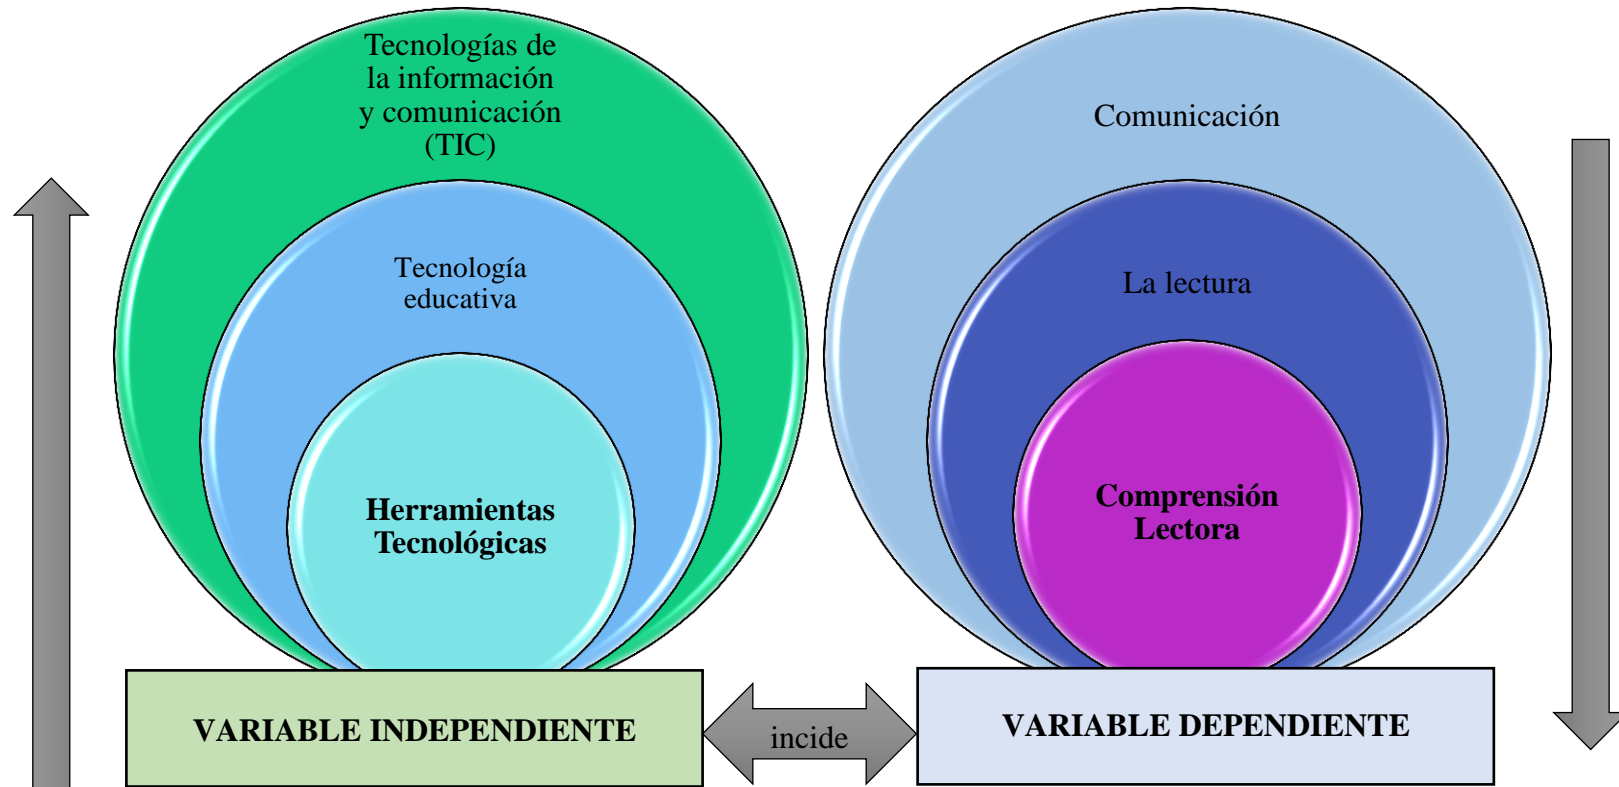 Tecnologías de
la información
y comunicación
(TIC)
Tecnología
educativa
Herramientas
Tecnológicas
VARIABLE INDEPENDIENTE
incide
Comunicación
La lectura
Comprensión
Lectora
VARIABLE DEPENDIENTE